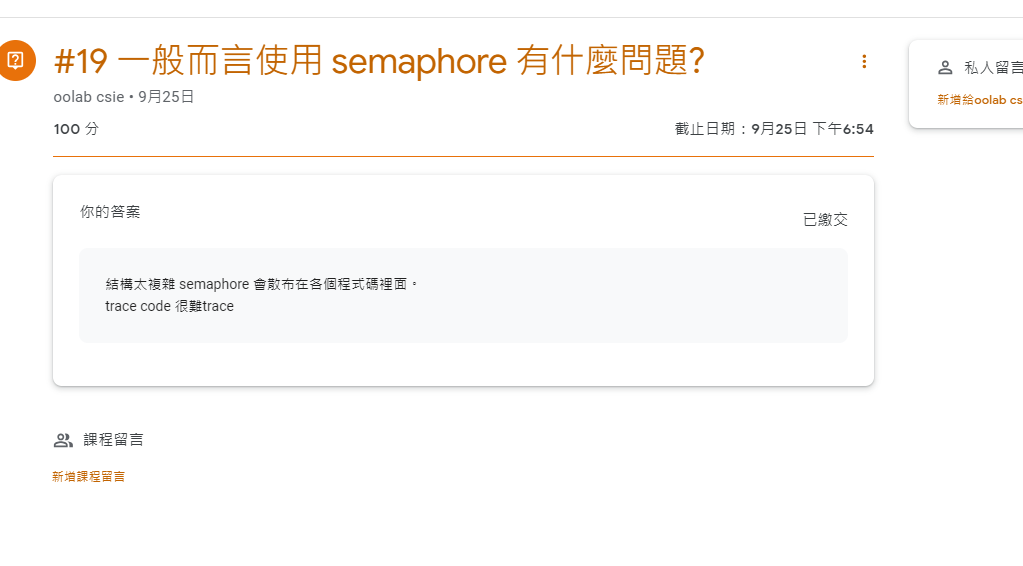 #19 一般而言使用 semaphore 有什麼問題?
oolab csie • 9月25日
100 分
截止日期：9月25日 下午6:54
你的答案
已繳交
結構太複雜 semaphore 會散布在各個程式碼裡面。
trace code 很難trace
課程留言
新增課程留言
私人留言
新增給oolab cs